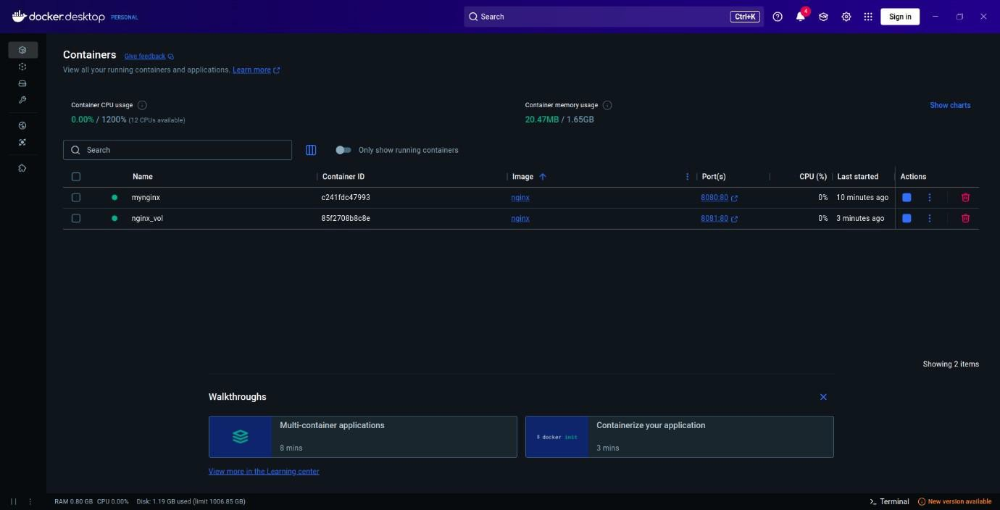 docker.desktop PERSONAL Search Ctrl+K 4 Sign in
Containers Give feedback
View all your running containers and applications. Learn more
Container CPU usage Container memory usage Show charts
0.00% / 1200% (12 CPUs available) 20.47MB / 1.65GB
Search Only show running containers
Name Container ID Image Port(s) CPU (%) Last started Actions
mynginx c241fdc47993 nginx 8080:80 0% 10 minutes ago
nginx_vol 85f2708b8c8e nginx 8081:80 0% 3 minutes ago
Showing 2 items
Walkthroughs
Multi-container applications
8 mins
$ docker init
Containerize your application
3 mins
View more in the Learning center
RAM 0.80 GB CPU 0.00% Disk: 1.19 GB used (limit 1006.85 GB) Terminal New version available